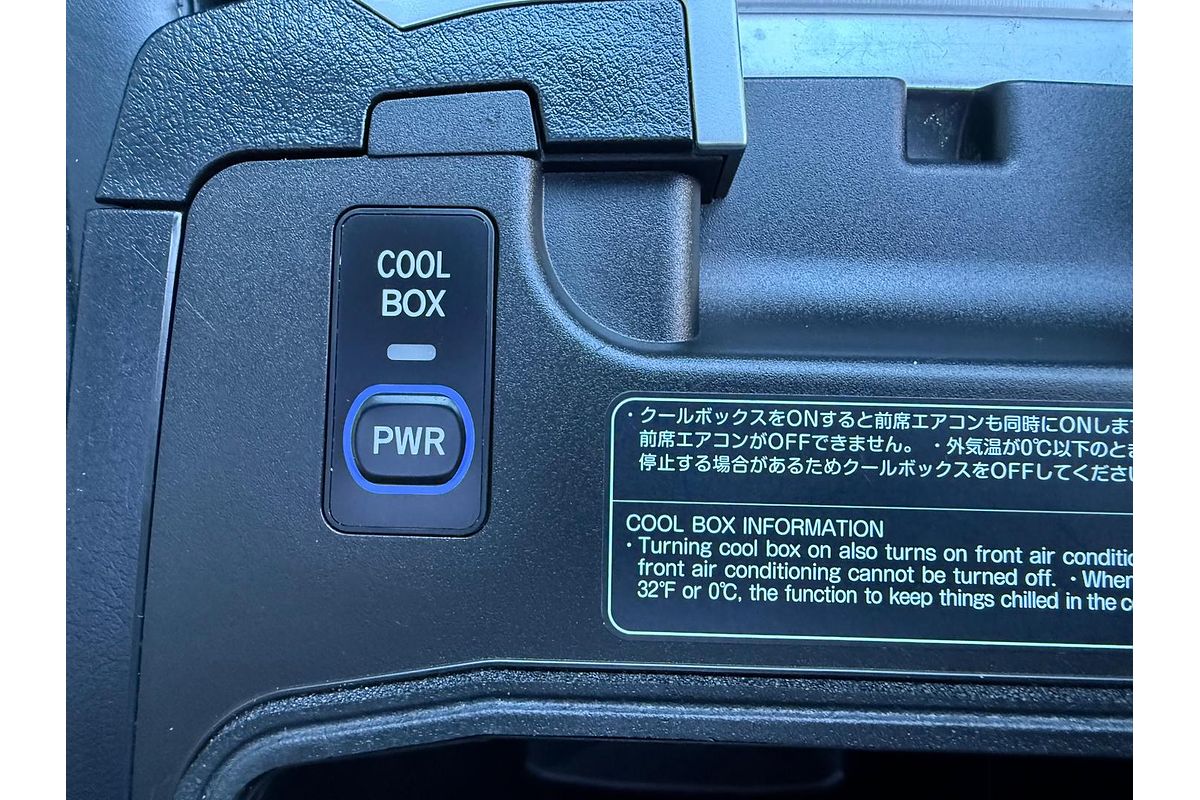 COOL
BOX
PWR
・クールボックスをONすると前席エアコンも同時にONしま
前席エアコンがOFFできません。 ・外気温が0℃以下のとき
停止する場合があるためクールボックスをOFFしてくださ
COOL BOX INFORMATION
・Turning cool box on also turns on front air conditio
front air conditioning cannot be turned off. ・When
32°F or 0℃, the function to keep things chilled in the c